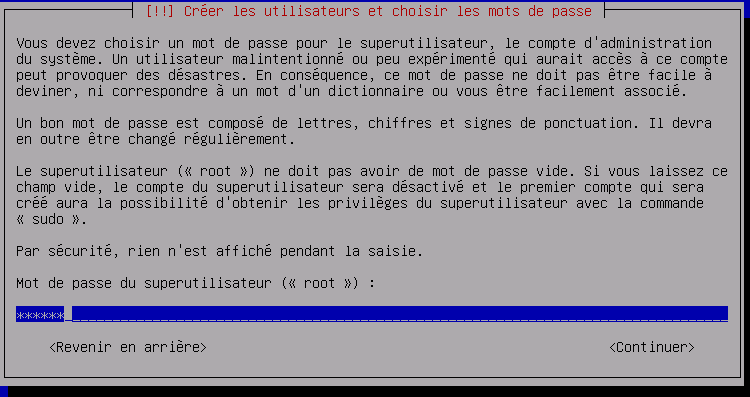 [!!] Créer les utilisateurs et choisir les mots de passe
Vous devez choisir un mot de passe pour le superutilisateur, le compte d'administration
du système. Un utilisateur malintentionné ou peu expérimenté qui aurait accès à ce compte
peut provoquer des désastres. En conséquence, ce mot de passe ne doit pas être facile à
deviner, ni correspondre à un mot d'un dictionnaire ou vous être facilement associé.
Un bon mot de passe est composé de lettres, chiffres et signes de ponctuation. Il devra
en outre être changé régulièrement.
Le superutilisateur (« root ») ne doit pas avoir de mot de passe vide. Si vous laissez ce
champ vide, le compte du superutilisateur sera désactivé et le premier compte qui sera
créé aura la possibilité d'obtenir les privilèges du superutilisateur avec la commande
« sudo ».
Par sécurité, rien n'est affiché pendant la saisie.
Mot de passe du superutilisateur (« root ») :
******
<Revenir en arrière> <Continuer>